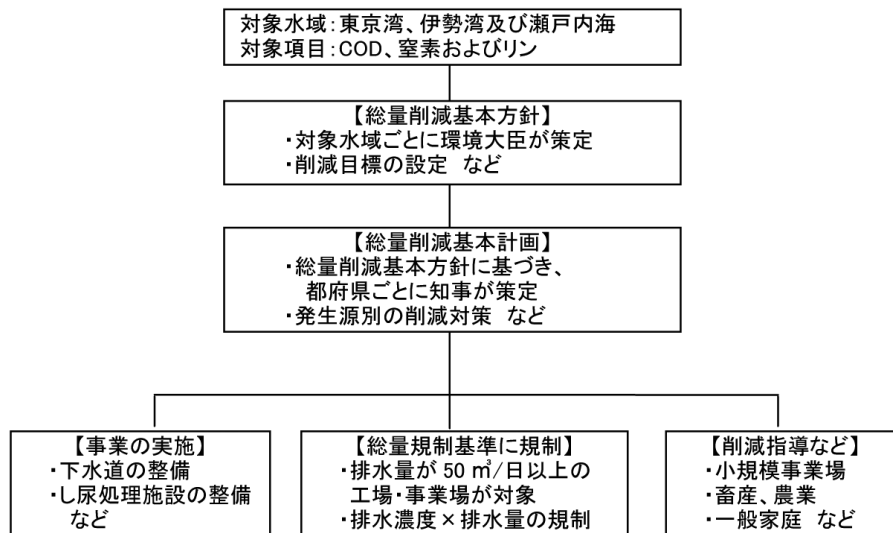 対象水域:東京湾、伊勢湾及び瀬戸内海
対象項目:COD、窒素およびリン
【総量削減基本方針】
・対象水域ごとに環境大臣が策定
・削減目標の設定 など
【総量削減基本計画】
・総量削減基本方針に基づき、
都府県ごとに知事が策定
・発生源別の削減対策 など
【事業の実施】
・下水道の整備
・し尿処理施設の整備
など
【総量規制基準に規制】
・排水量が 50 ㎥/日以上の
工場・事業場が対象
・排水濃度×排水量の規制
【削減指導など】
・小規模事業場
・畜産、農業
・一般家庭 など